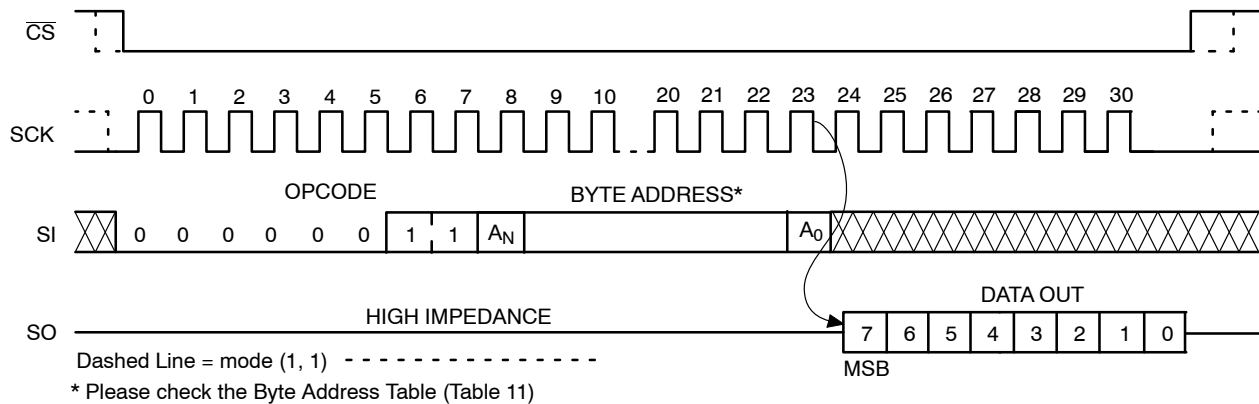 CS
0 1 2 3 4 5 6 7 8 9 10 20 21 22 23 24 25 26 27 28 29 30
SCK
OPCODE BYTE ADDRESS*
SI 0 0 0 0 0 0 1 1 AN A0
DATA OUT
HIGH IMPEDANCE
SO 7 6 5 4 3 2 1 0
Dashed Line = mode (1, 1) - - - - - - - - - - - - - - - -
MSB
* Please check the Byte Address Table (Table 11)